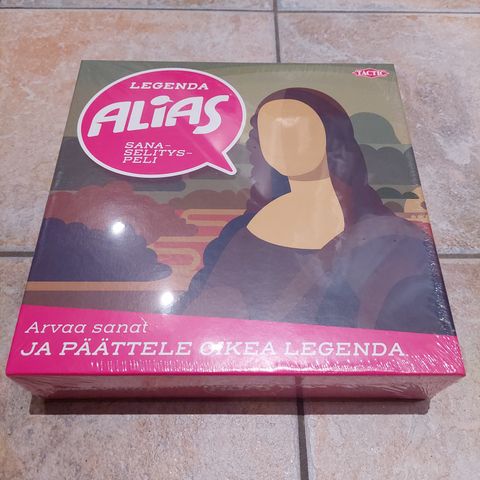 LEGENDA
ALIAS
SANA-
SELITYS-
PELI
TACTIC
Arvaa sanat
JA PÄÄTTELE OIKEA LEGENDA